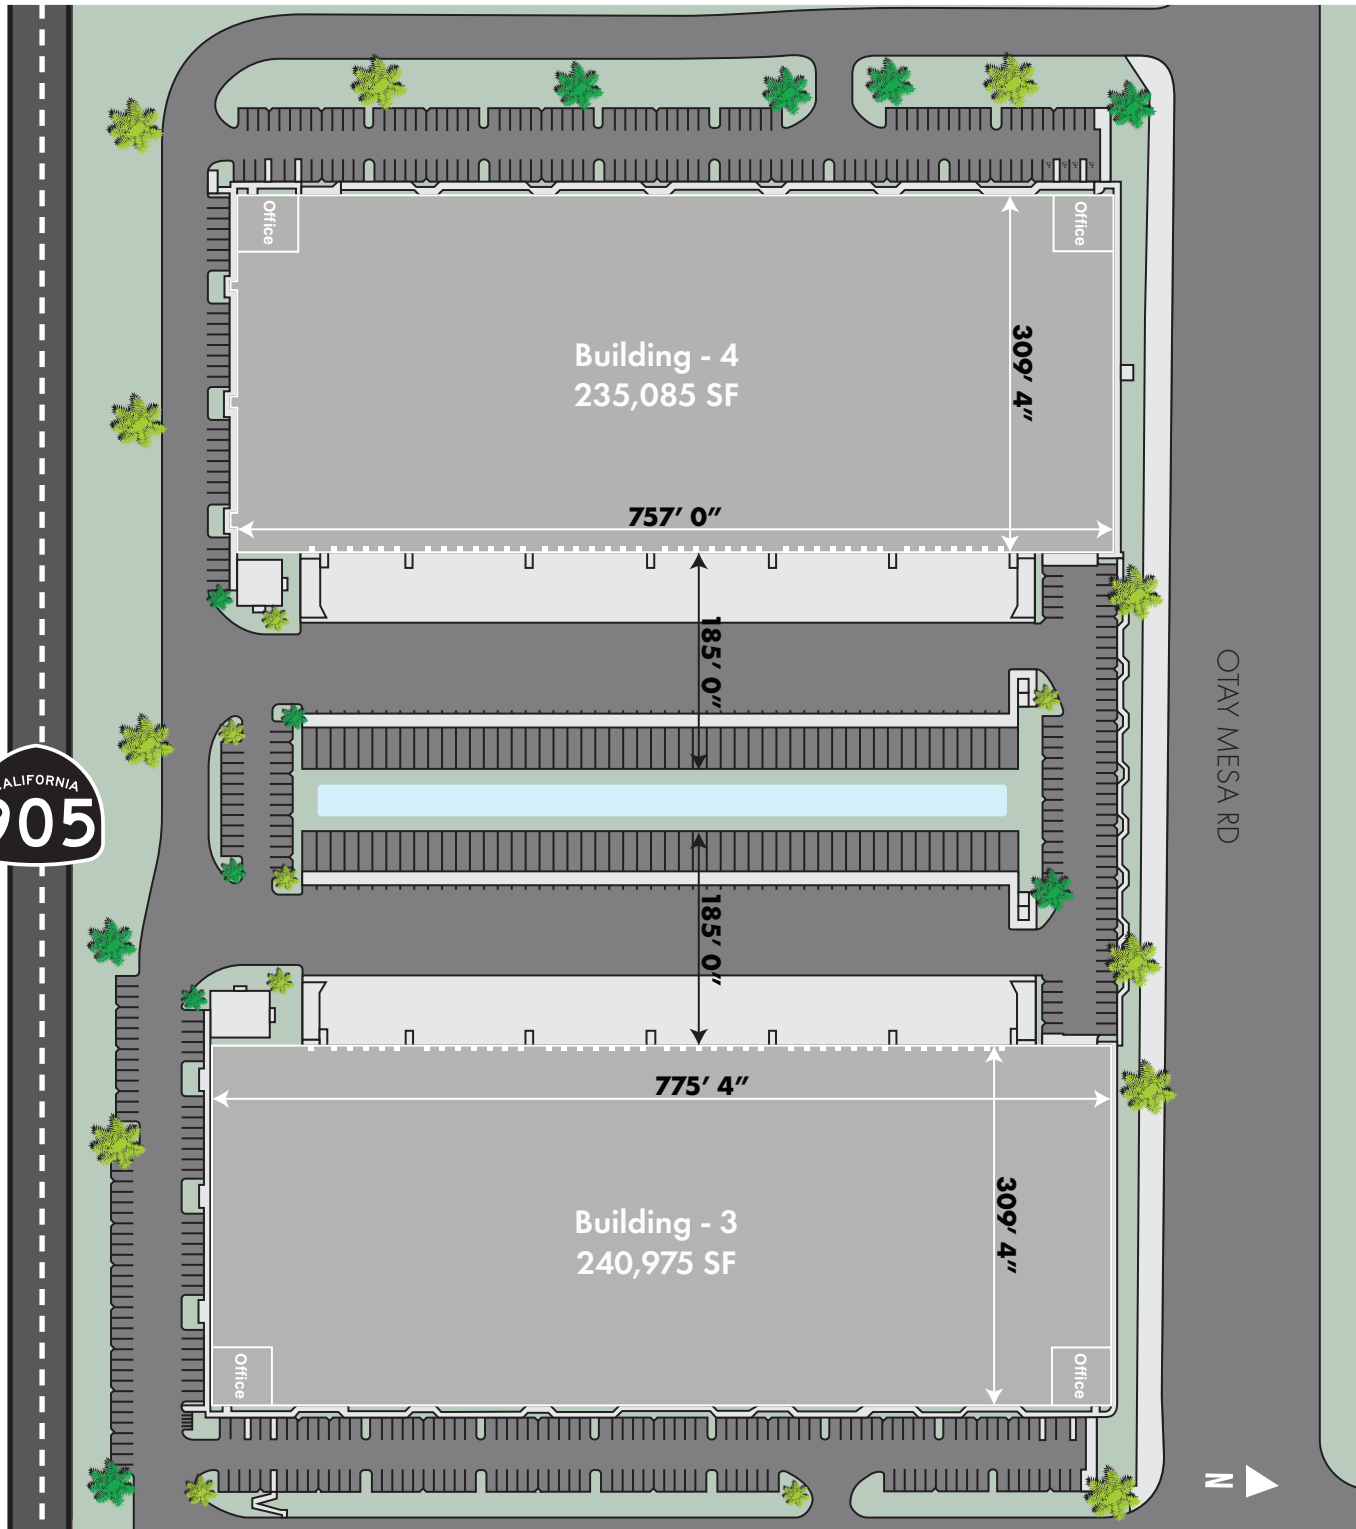 Office
Office
Building - 4
235,085 SF
309' 4"
757' 0"
185' 0"
OTAY MESA RD
CALIFORNIA
905
185' 0"
775' 4"
Building - 3
240,975 SF
309' 4"
Office
Office
N